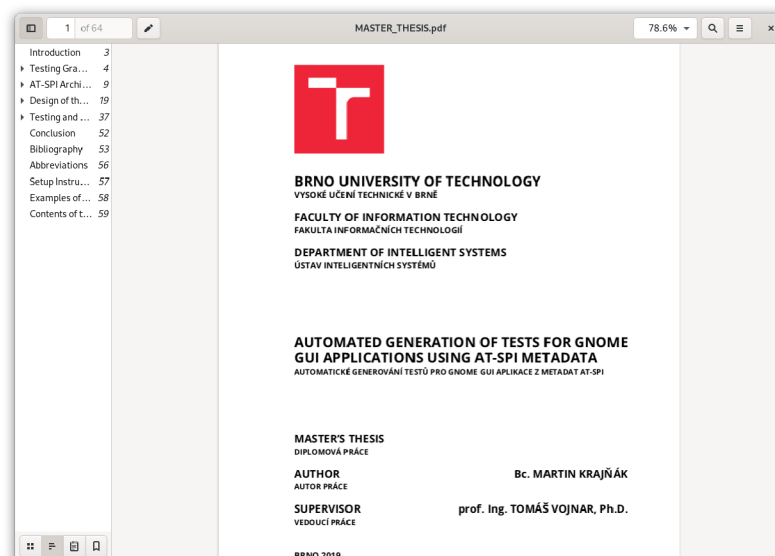 1 of 64
MASTER_THESIS.pdf
78.6%
Introduction 3
Testing Gra... 4
AT-SPI Archi... 9
Design of th... 19
Testing and ... 37
Conclusion 52
Bibliography 53
Abbreviations 56
Setup Instru... 57
Examples of... 58
Contents of t... 59
BRNO UNIVERSITY OF TECHNOLOGY
VYSOKÉ UČENÍ TECHNICKÉ V BRNĚ
FACULTY OF INFORMATION TECHNOLOGY
FAKULTA INFORMAČNÍCH TECHNOLOGIÍ
DEPARTMENT OF INTELLIGENT SYSTEMS
ÚSTAV INTELIGENTNÍCH SYSTÉMŮ
AUTOMATED GENERATION OF TESTS FOR GNOME
GUI APPLICATIONS USING AT-SPI METADATA
AUTOMATICKÉ GENEROVÁNÍ TESTŮ PRO GNOME GUI APLIKACE Z METADAT AT-SPI
MASTER'S THESIS
DIPLOMOVÁ PRÁCE
AUTHOR Bc. MARTIN KRAJŇÁK
AUTOR PRÁCE
SUPERVISOR prof. Ing. TOMÁŠ VOJNAR, Ph.D.
VEDOUCÍ PRÁCE
BRNO 2019